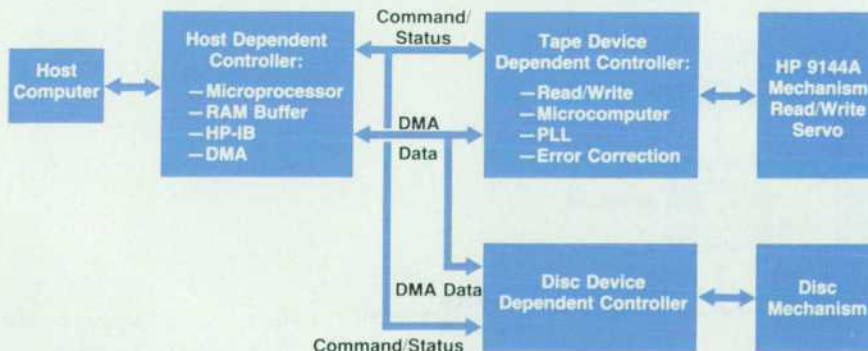 Host
Computer
Host Dependent
Controller:
—Microprocessor
—RAM Buffer
—HP-IB
—DMA
Command/
Status
DMA
Data
Tape Device
Dependent Controller:
—Read/Write
—Microcomputer
—PLL
—Error Correction
HP 9144A
Mechanism
Read/Write
Servo
DMA Data
Command/Status
Disc Device
Dependent Controller
Disc
Mechanism